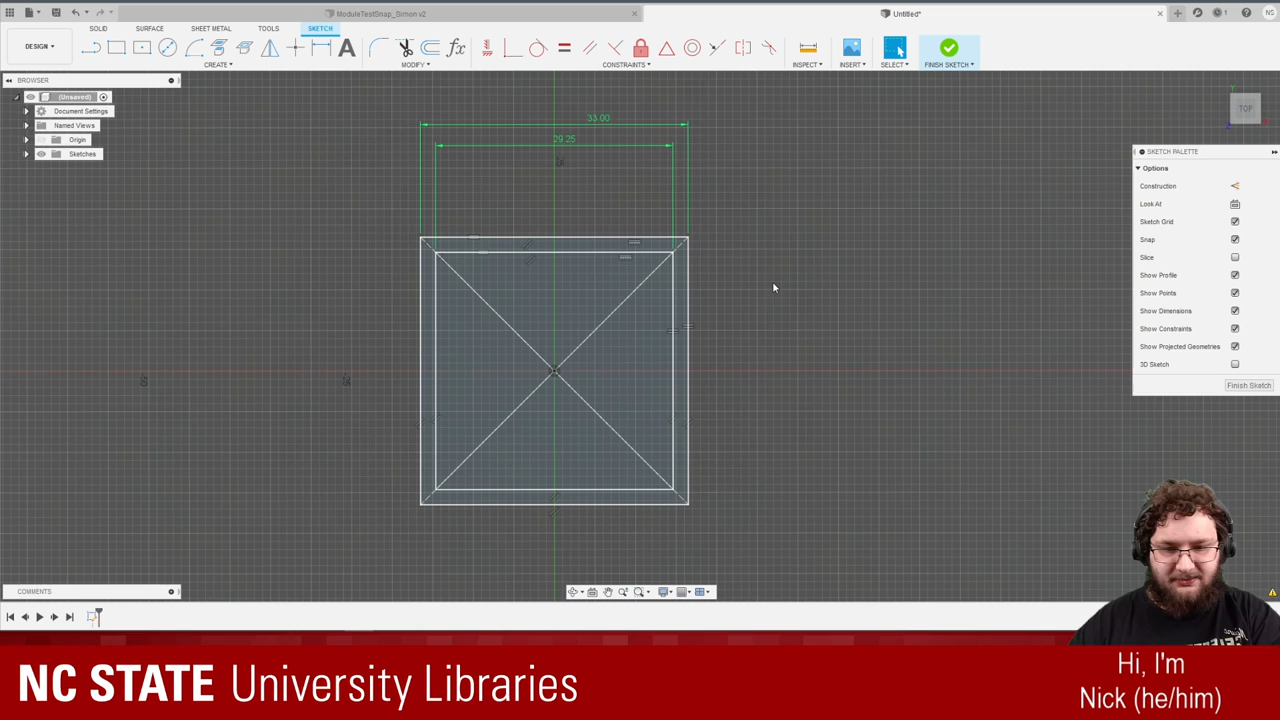 ModuleTestSnap_Simon v2
Untitled*
NS
DESIGN
SOLID
SURFACE
SHEET METAL
TOOLS
SKETCH
CREATE
MODIFY
CONSTRAINTS
INSPECT
INSERT
SELECT
FINISH SKETCH
BROWSER
(Unsaved)
Document Settings
Named Views
Origin
Sketches
33.00
29.25
TOP
SKETCH PALETTE
Options
Construction
Look At
Sketch Grid
Snap
Slice
Show Profile
Show Points
Show Dimensions
Show Constraints
Show Projected Geometries
3D Sketch
Finish Sketch
COMMENTS
NC STATE University Libraries
Hi, I'm
Nick (he/him)